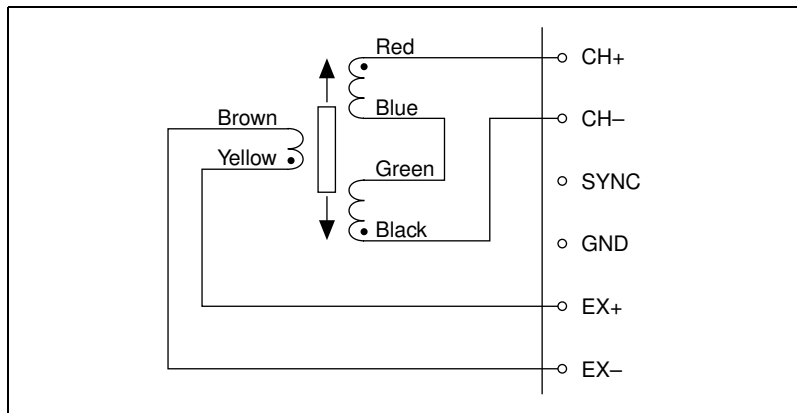 Red
CH+
Blue
CH–
Brown
Yellow
Green
SYNC
Black
GND
EX+
EX–